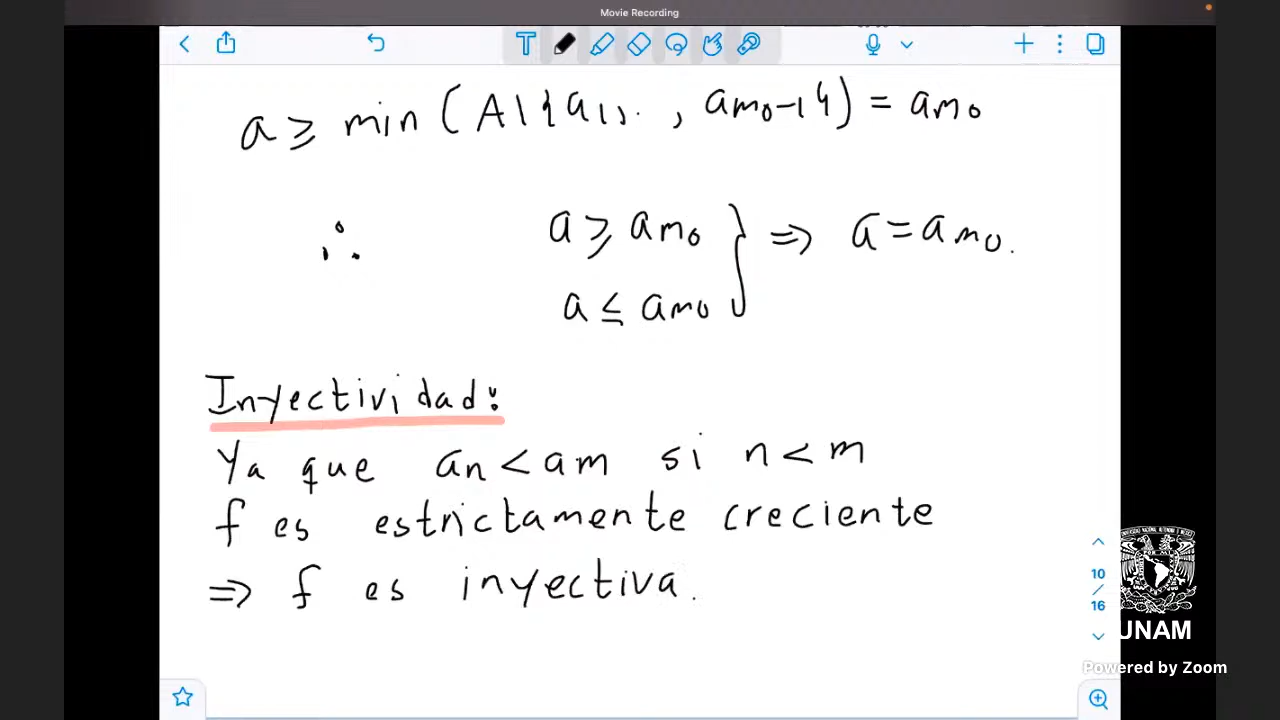 Movie Recording
a ≥ min (A\{a1,. , am0-1}) = am0
∴ a ≥ am0 } ⇒ a = am0.
a ≤ am0
Inyectividad:
Ya que an < am si n < m
f es estrictamente creciente
⇒ f es inyectiva.
10
/
16
UNAM
Powered by Zoom